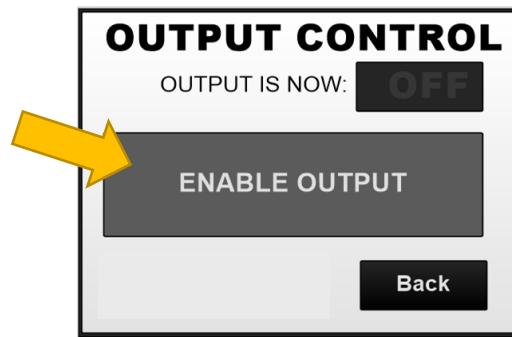 OUTPUT CONTROL
OUTPUT IS NOW: OFF
ENABLE OUTPUT
Back